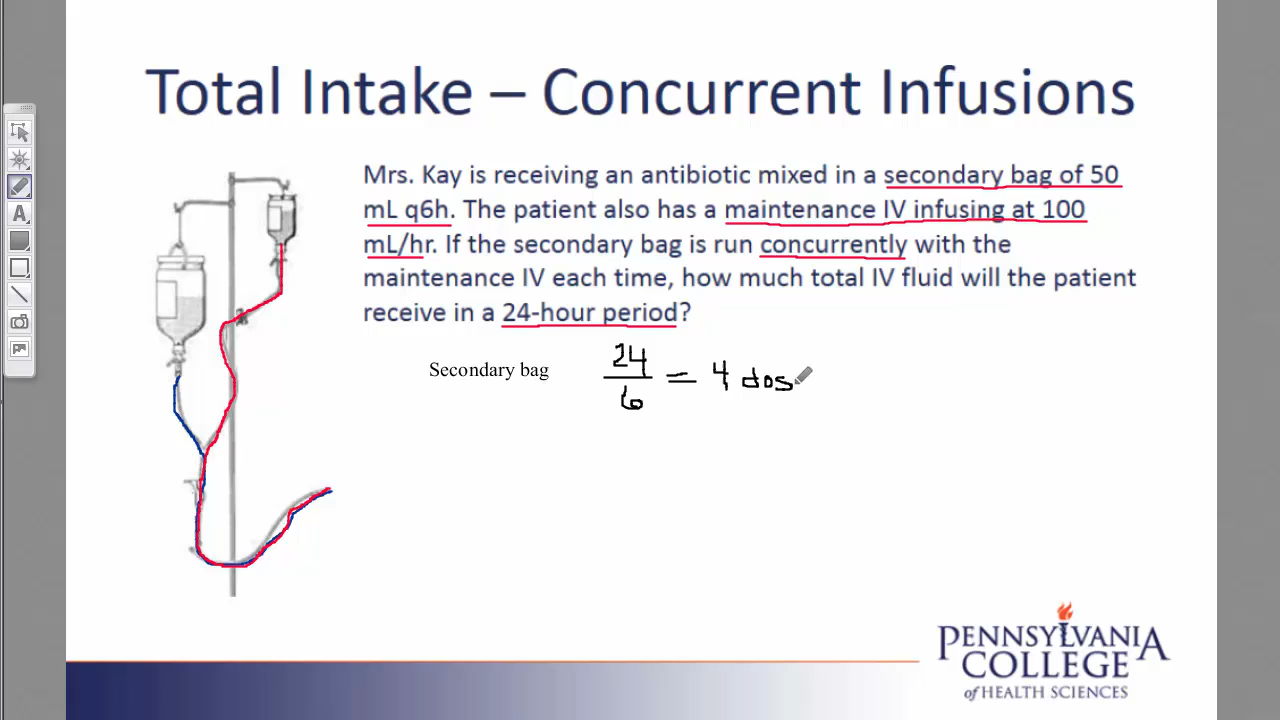 Total Intake – Concurrent Infusions
Mrs. Kay is receiving an antibiotic mixed in a secondary bag of 50
mL q6h. The patient also has a maintenance IV infusing at 100
mL/hr. If the secondary bag is run concurrently with the
maintenance IV each time, how much total IV fluid will the patient
receive in a 24-hour period?
Secondary bag
24
6
= 4 dos
A
PENNSYLVANIA
COLLEGE
of HEALTH SCIENCES